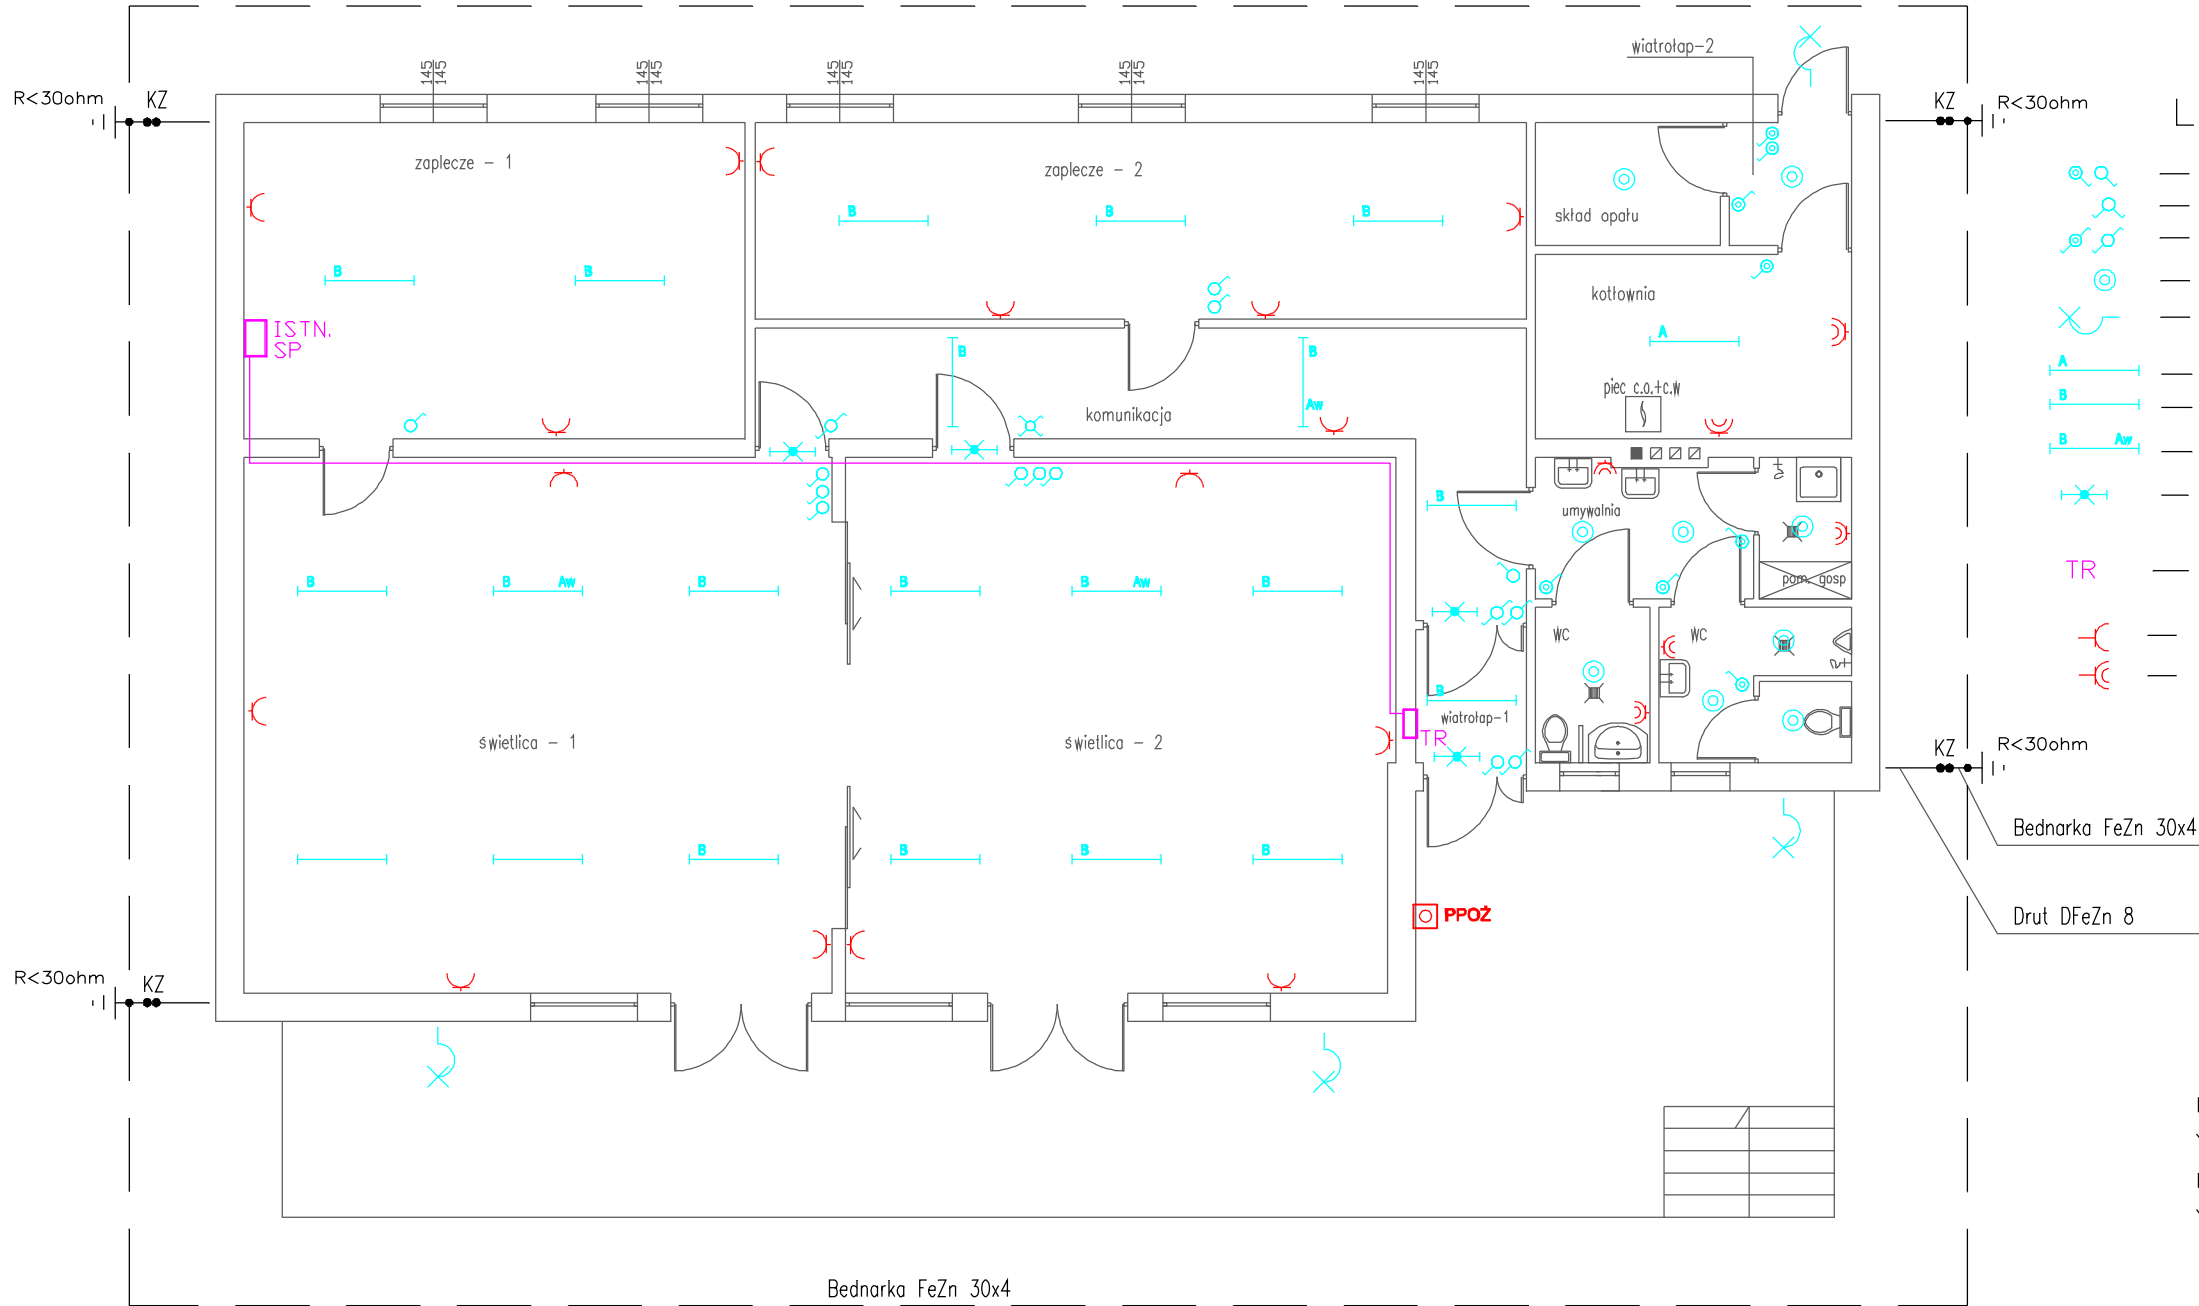 145 145
145 145
145 145
145 145
145 145
wiatrołap-2
R<30ohm
KZ
KZ
R<30ohm
zaplecze - 1
zaplecze - 2
B
B
B
skład opału
B
B
kotłownia
ISTN.
SP
B
B
A
A
piec c.o.+c.w
B
Aw
komunikacja
B
Aw
B
umywalnia
B
B
Aw
B
B
B
Aw
B
pom. gosp
TR
WC
WC
B
wiatrołap-1
świetlica - 1
świetlica - 2
TR
KZ
R<30ohm
Bednarka FeZn 30x4
B
B
B
B
PPOŻ
Drut DFeZn 8
R<30ohm
KZ
Bednarka FeZn 30x4